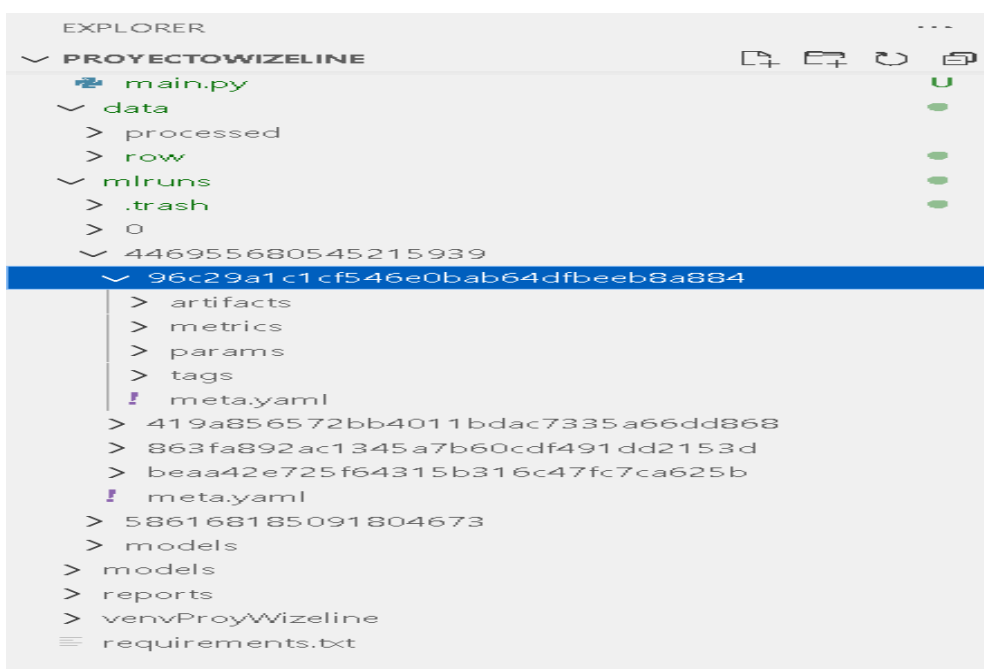 EXPLORER ...
PROYECTOWIZELINE
main.py U
data
processed
row
mlruns
.trash
0
446955680545215939
96c29a1c1cf546e0bab64dfbeeb8a884
artifacts
metrics
params
tags
! meta.yaml
419a856572bb4011bdac7335a66dd868
863fa892ac1345a7b60cdf491dd2153d
beaa42e725f64315b316c47fc7ca625b
! meta.yaml
586168185091804673
models
models
reports
venvProyWizeline
requirements.txt